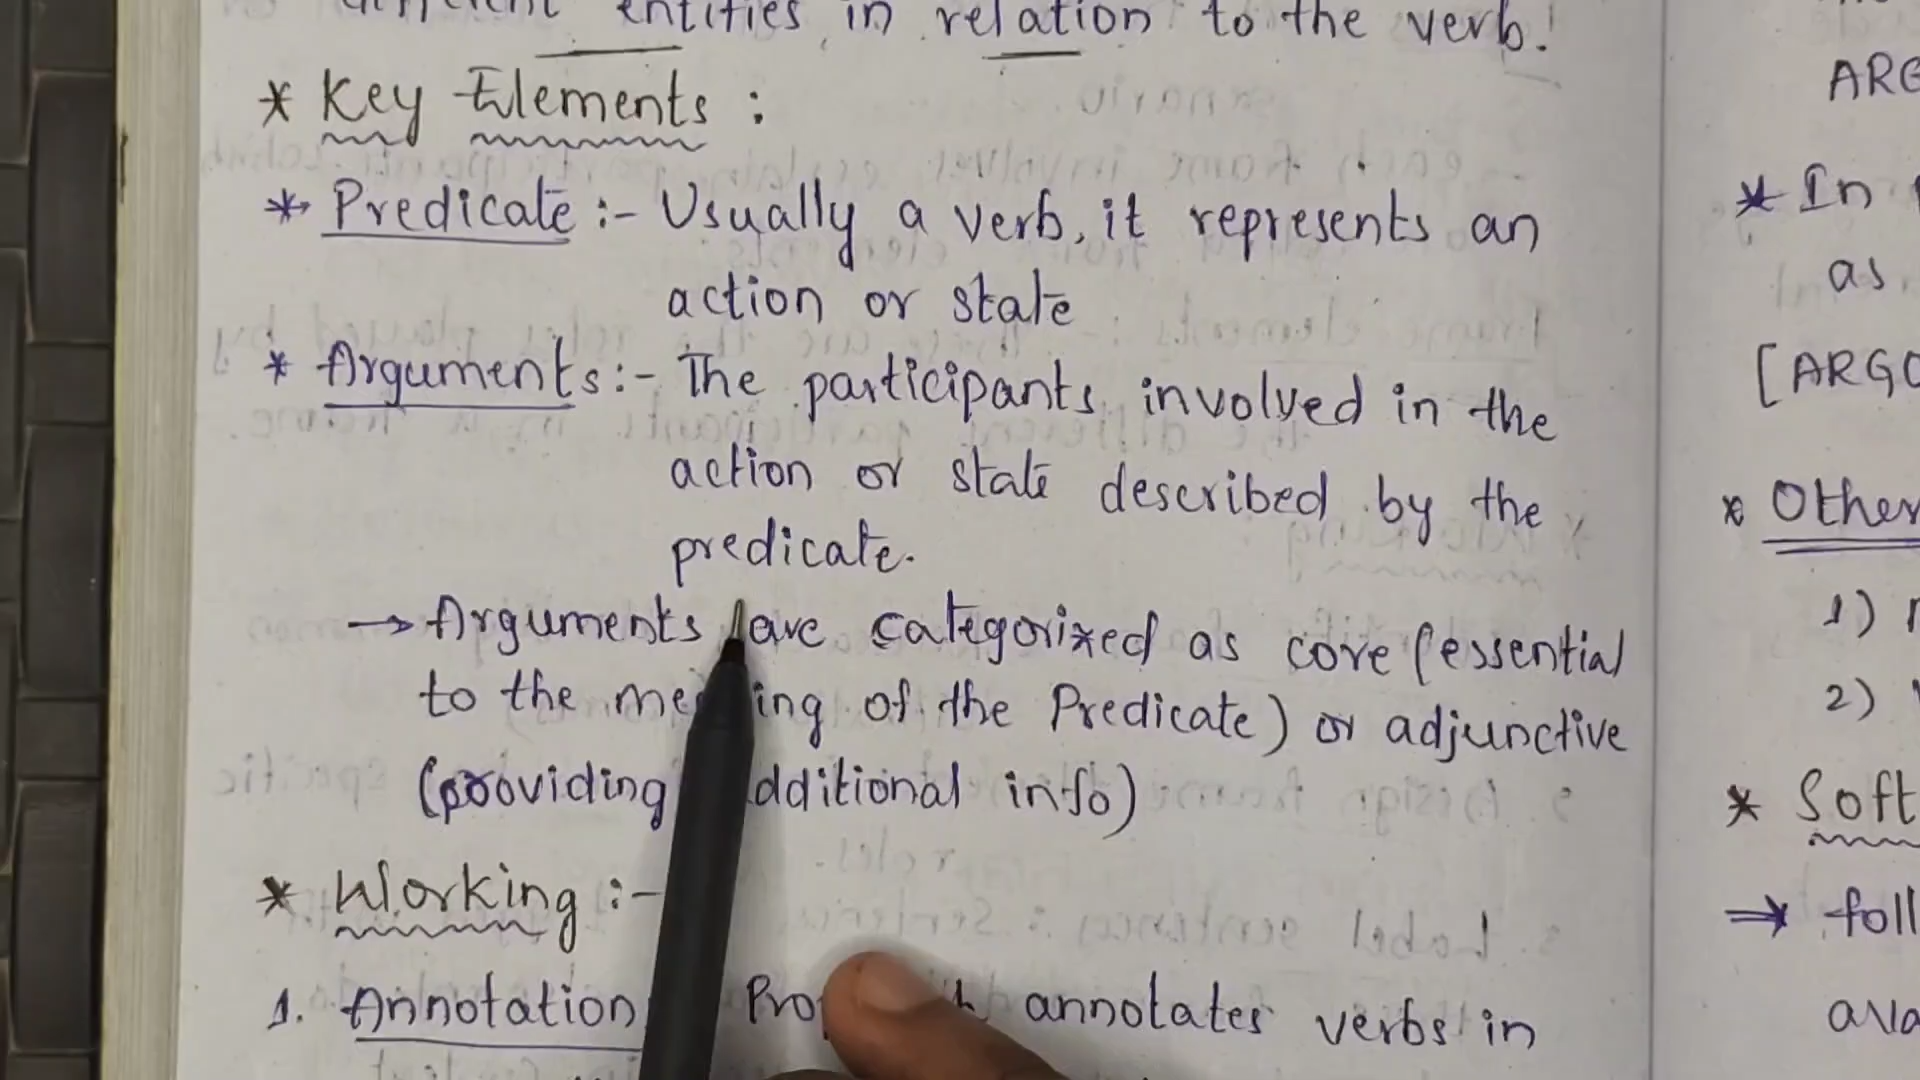 entities in relation to the verb.
* Key Elements :
* Predicate :- Usually a verb, it represents an
action or state
* Arguments :- The participants involved in the
action or state described by the
predicate.
→ Arguments are categorized as core (essential
to the of the Predicate) or adjunctive
(providing additional info)
* Working :-
1. Annotation annotates verbs in
ARG
* In
as
[ARG0
* Other
1)
2)
* Soft
→ foll
ava